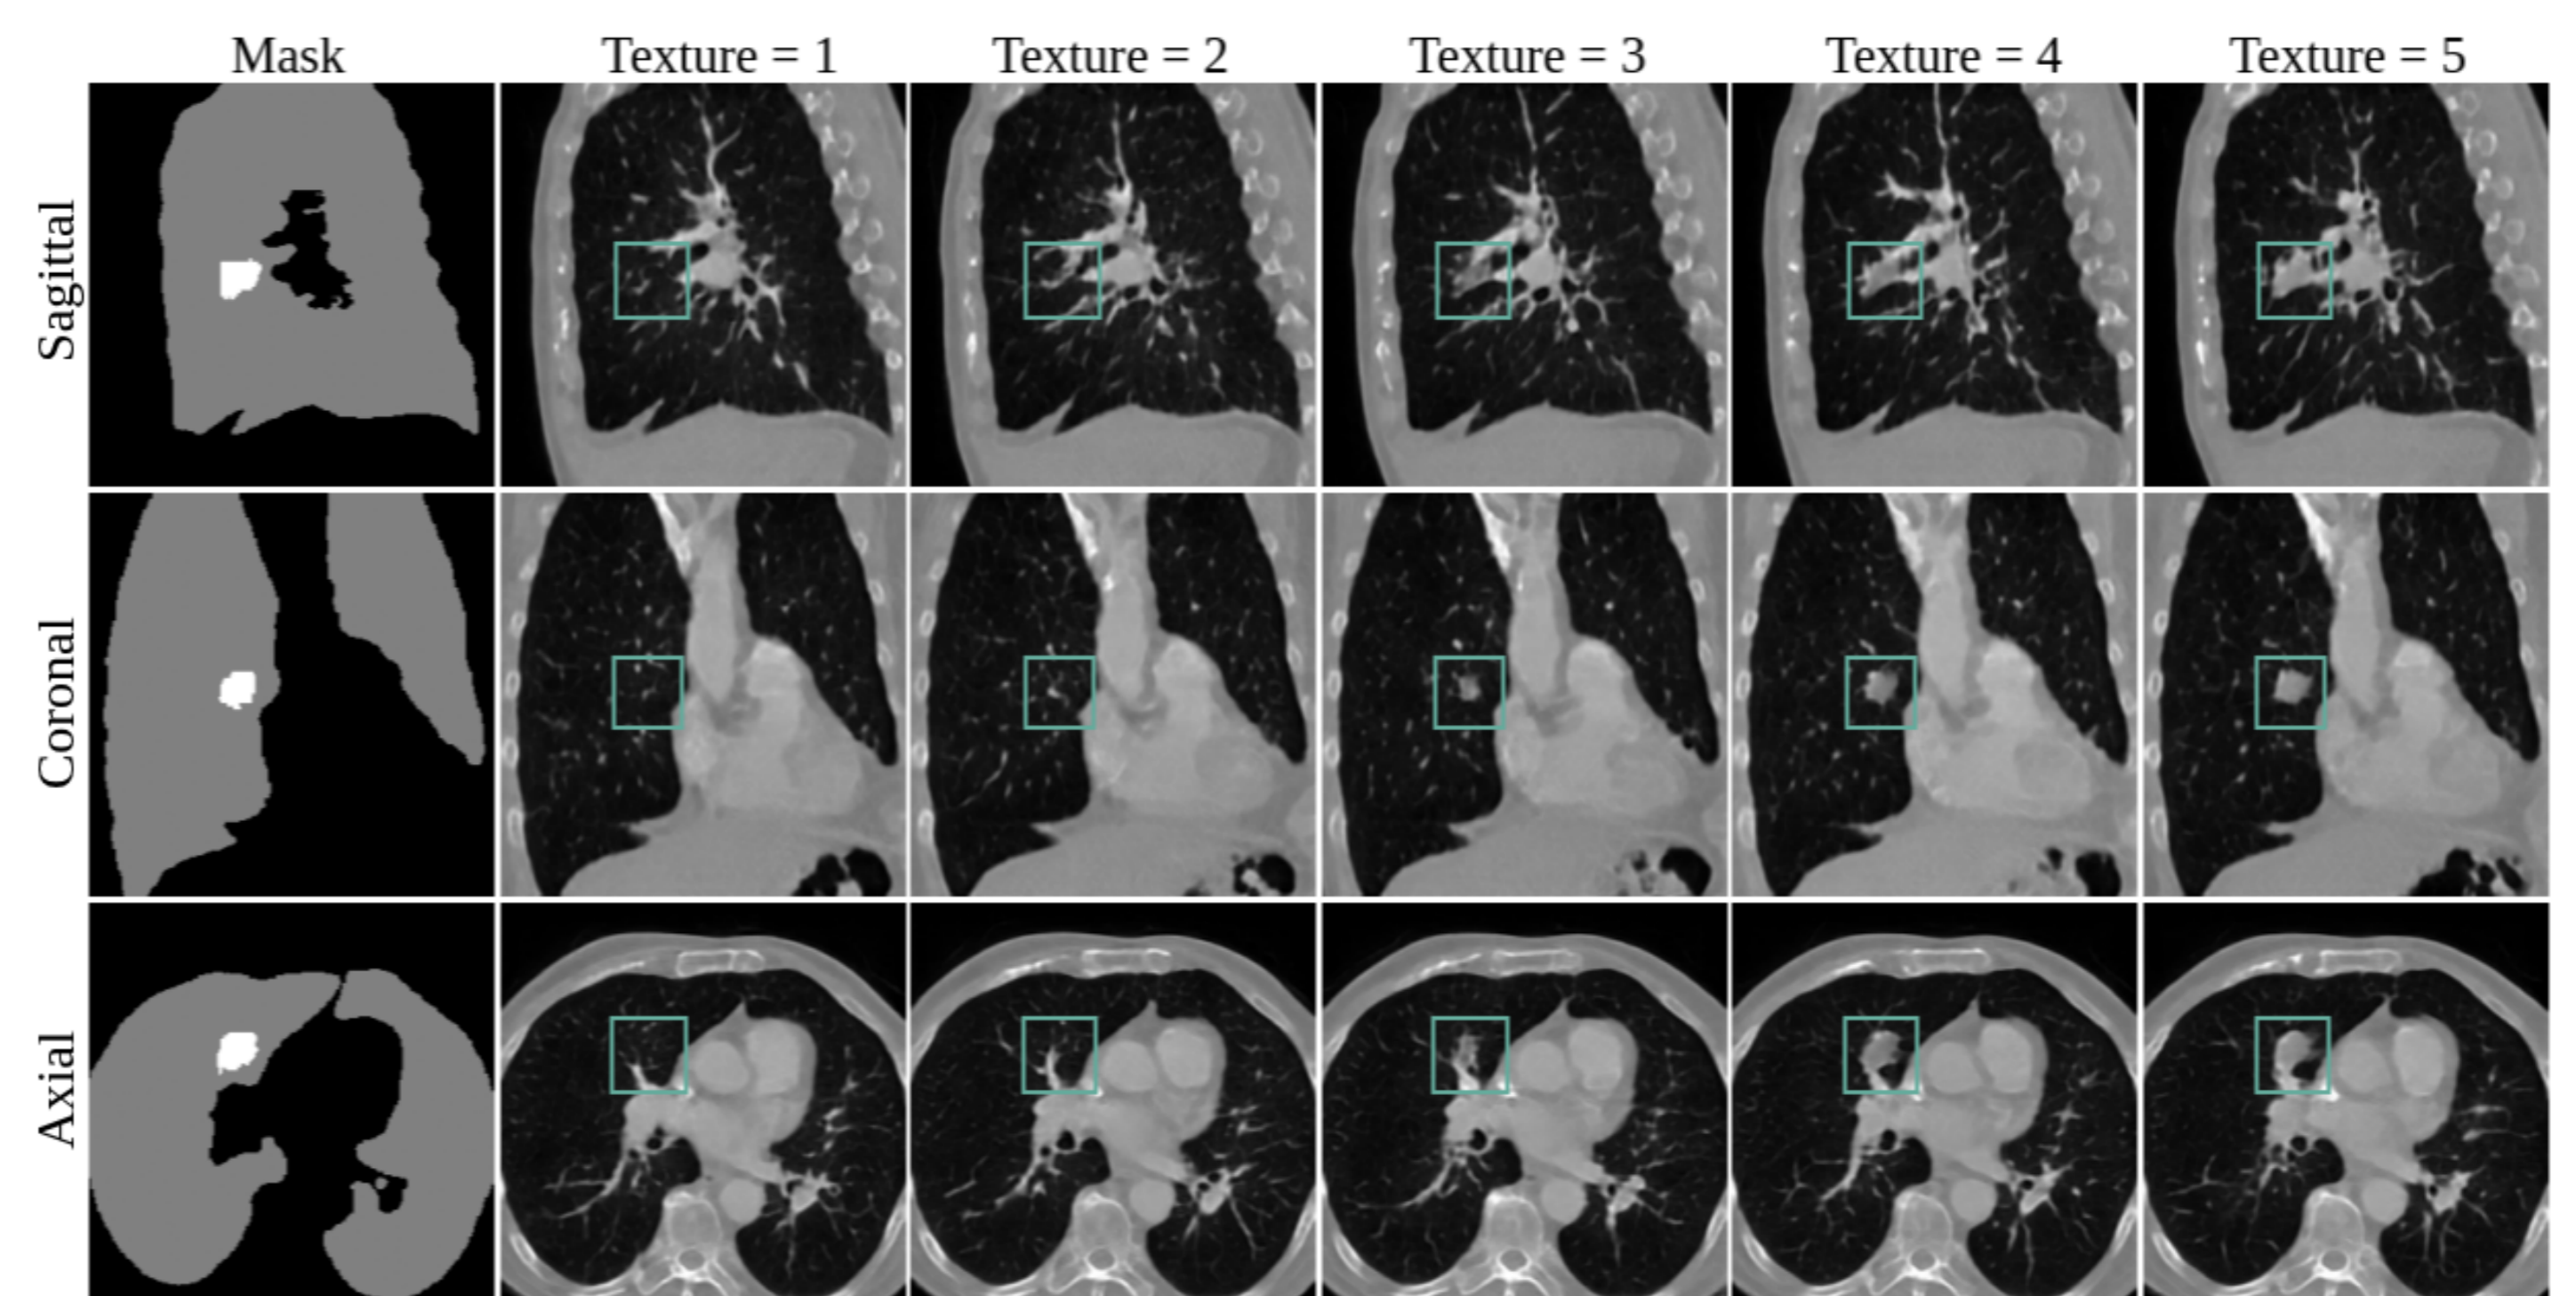 Mask Texture = 1 Texture = 2 Texture = 3 Texture = 4 Texture = 5
Sagittal
Coronal
Axial